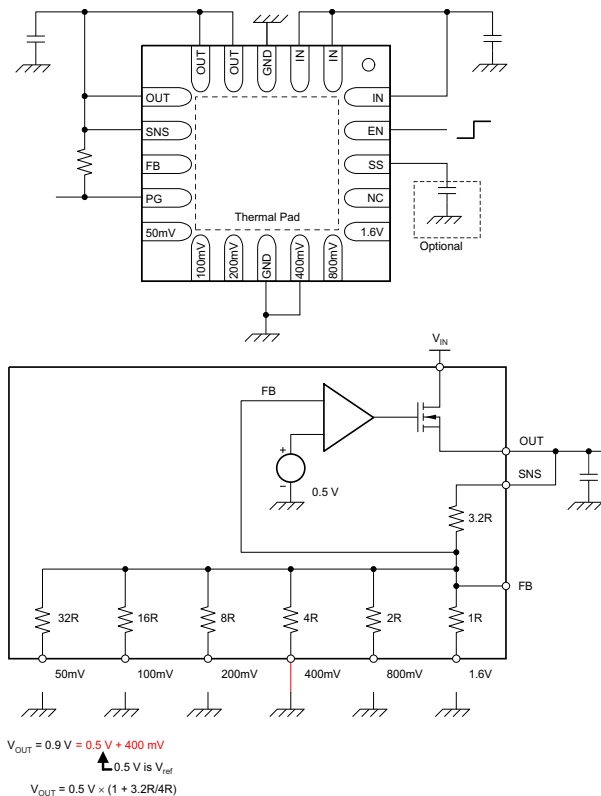 OUT
OUT
GND
IN
IN
OUT
IN
SNS
EN
FB
SS
PG
NC
50mV
1.6V
Thermal Pad
100mV
200mV
GND
400mV
800mV
Optional
VIN
FB
OUT
+
SNS
−
0.5 V
3.2R
FB
32R
16R
8R
4R
2R
1R
50mV
100mV
200mV
400mV
800mV
1.6V
VOUT = 0.9 V = 0.5 V + 400 mV
0.5 V is Vref
VOUT = 0.5 V × (1 + 3.2R/4R)